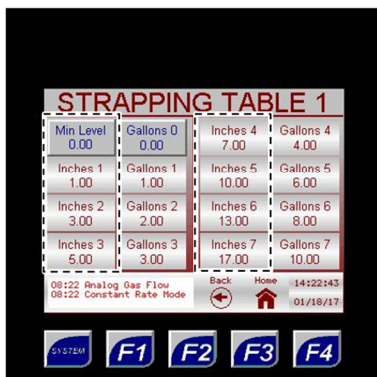 STRAPPING TABLE 1
Min Level Gallons 0 Inches 4 Gallons 4
0.00 0.00 7.00 4.00
Inches 1 Gallons 1 Inches 5 Gallons 5
1.00 1.00 10.00 6.00
Inches 2 Gallons 2 Inches 6 Gallons 6
3.00 2.00 13.00 8.00
Inches 3 Gallons 3 Inches 7 Gallons 7
5.00 3.00 17.00 10.00
08:22 Analog Gas Flow Back Home 14:22:43
08:22 Constant Rate Mode 01/18/17
SYSTEM F1 F2 F3 F4